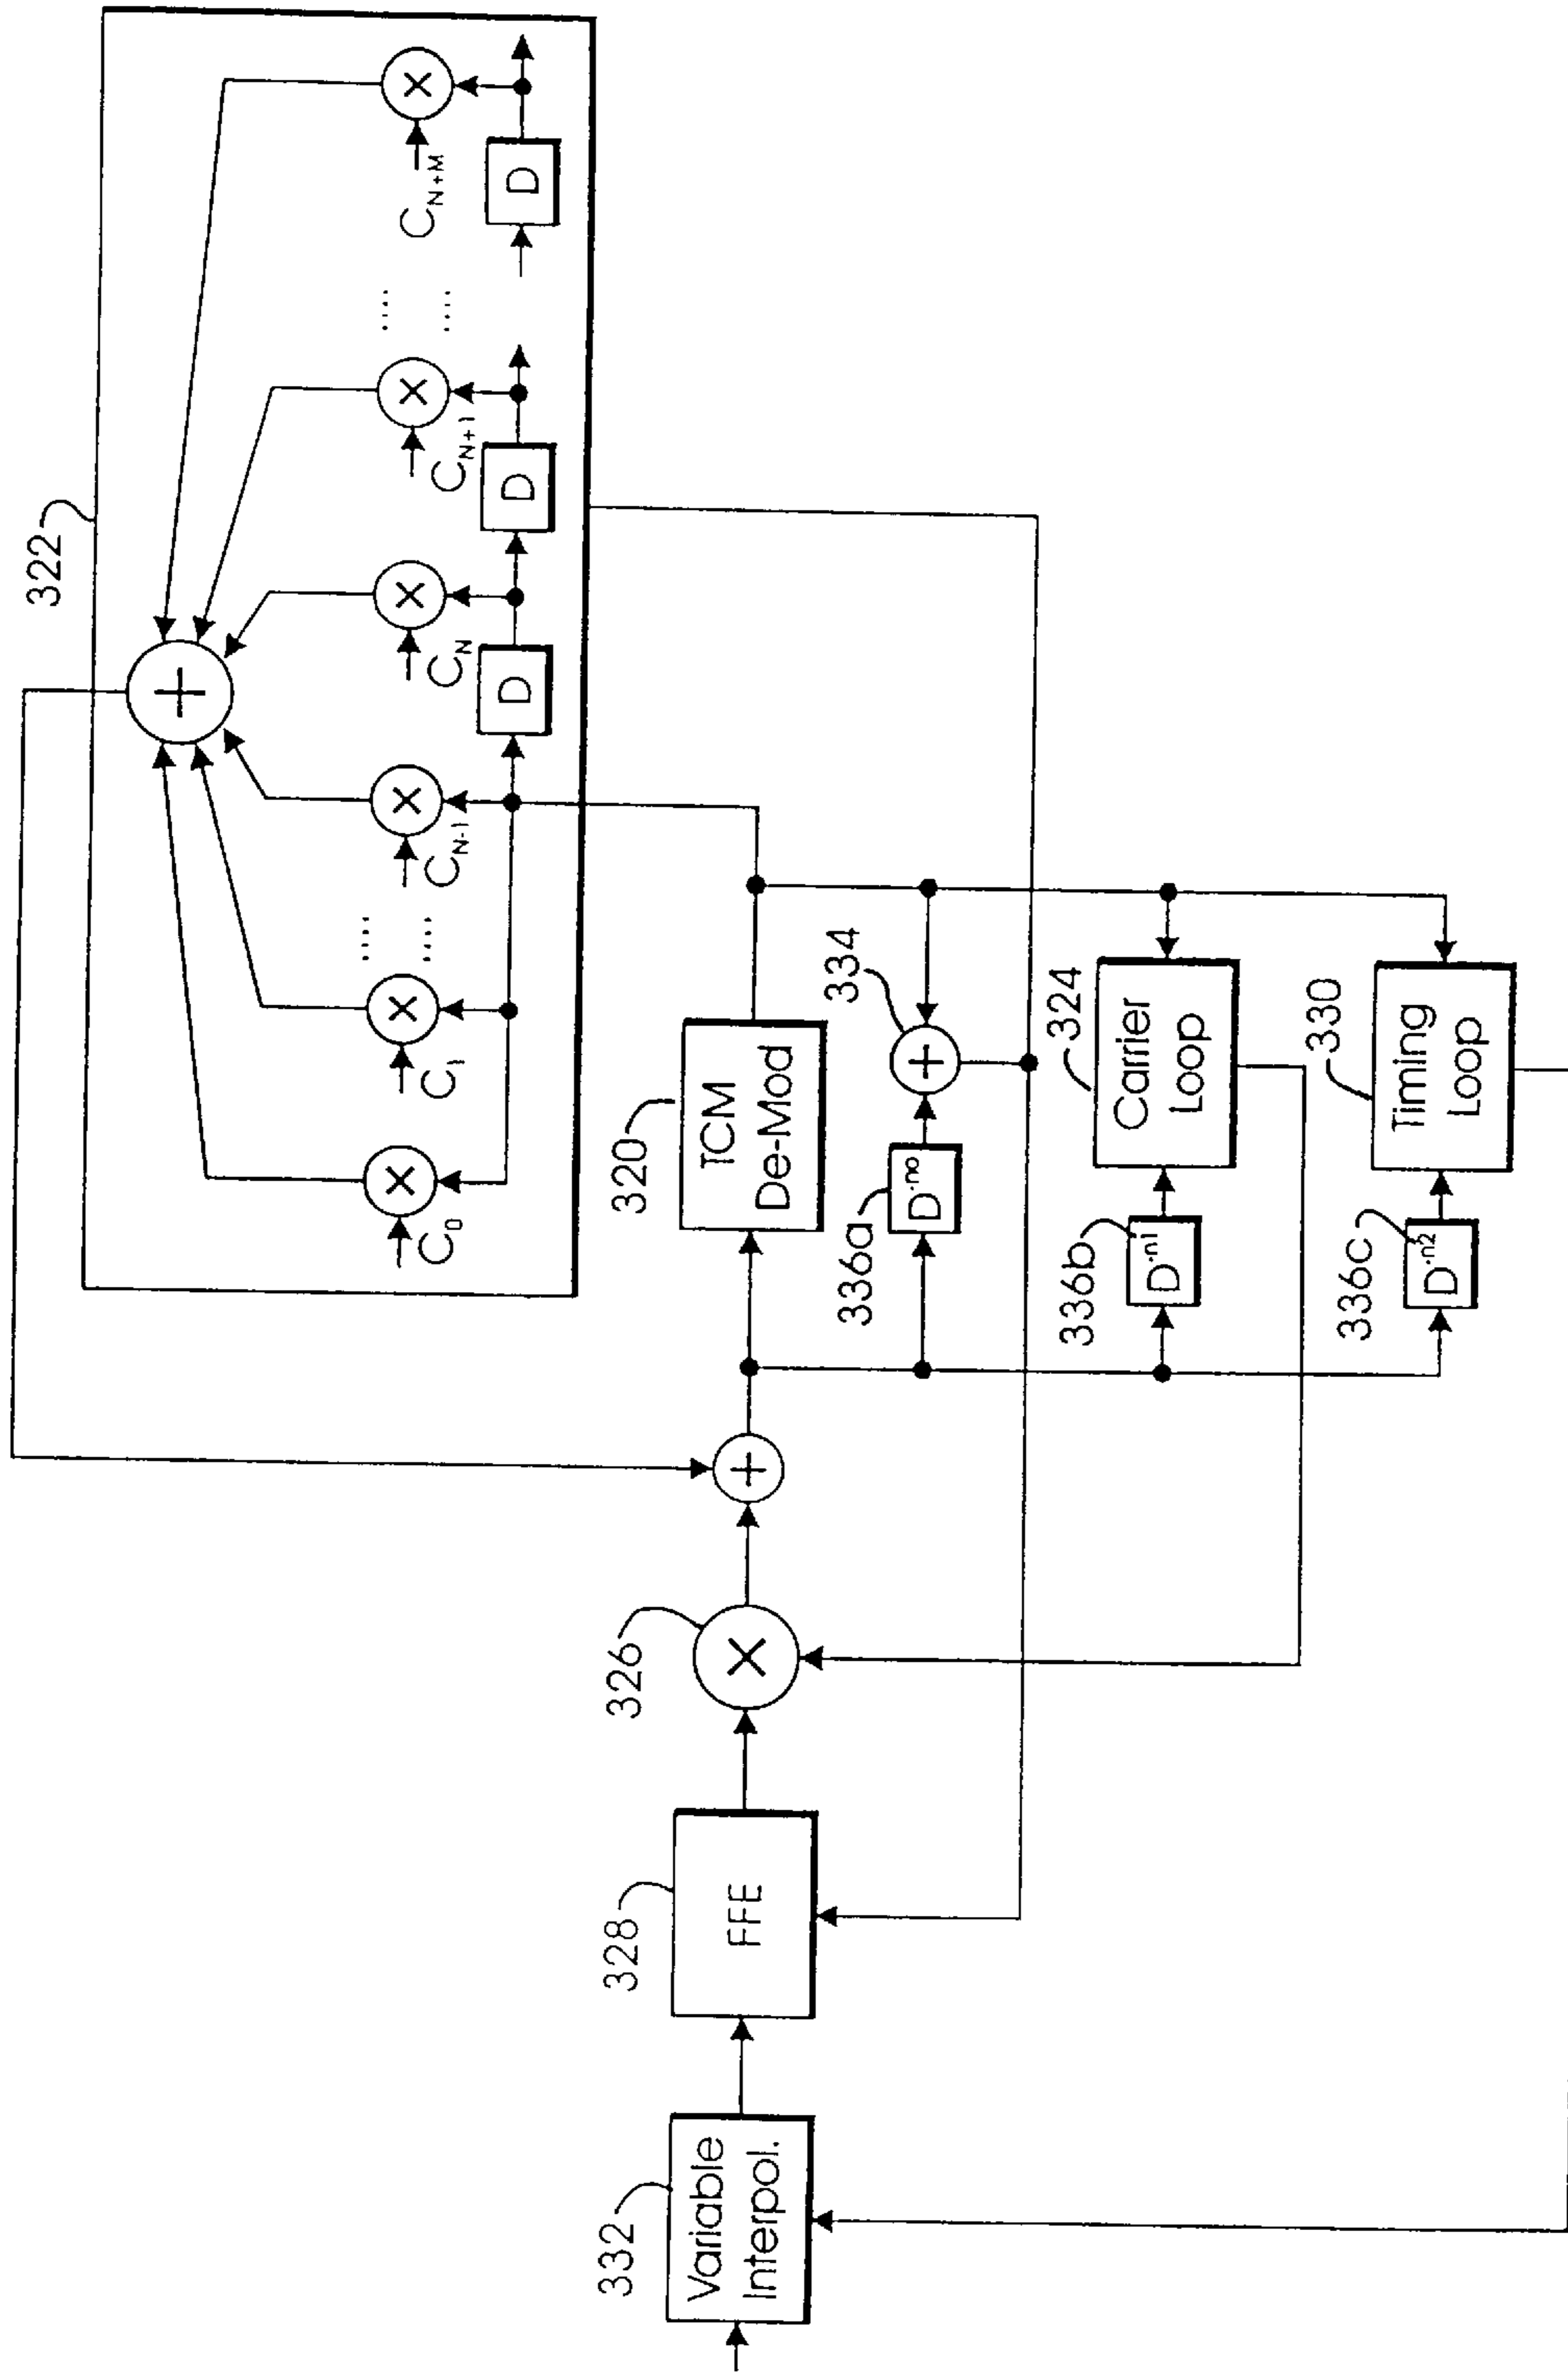 322
C0
C1
....
....
CN-1
CN
CN+1
....
....
CN+M
×
×
×
×
×
×
+
D
D
D
332
Variable
Interpol.
328
FFE
326
×
+
320
TCM
De-Mod
336a
D-no
334
+
336b
D-n1
324
Carrier
Loop
336c
D-n2
330
Timing
Loop